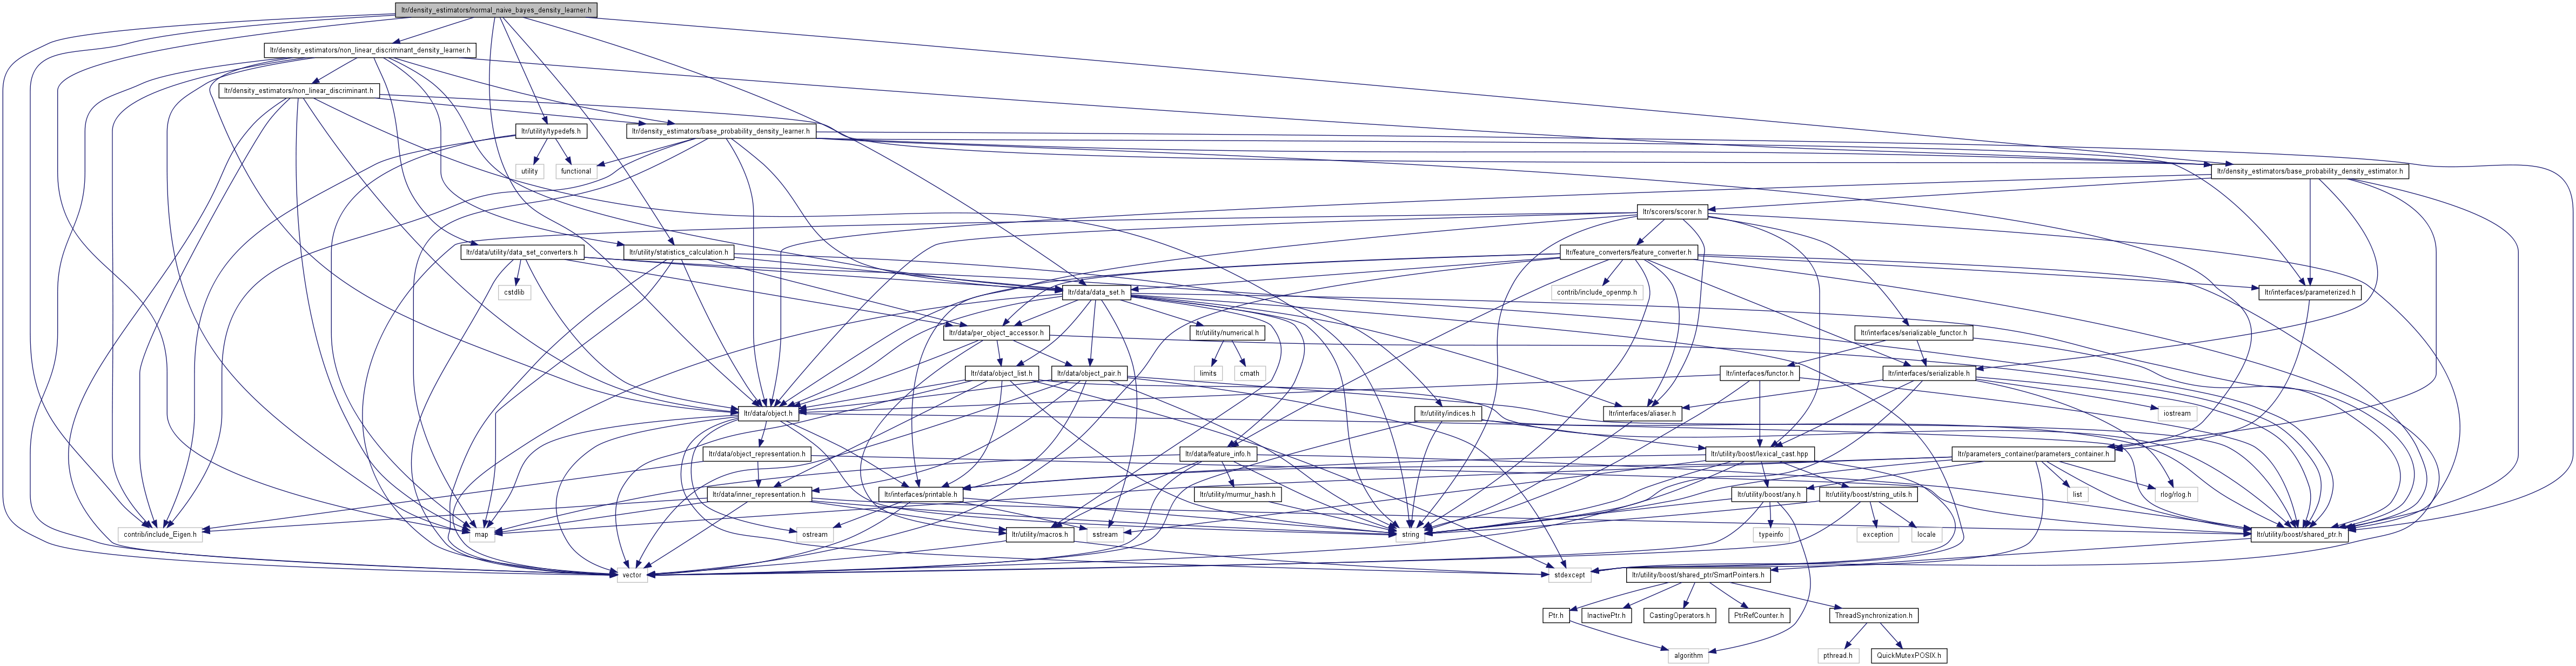 ltr/density_estimators/normal_naive_bayes_density_learner.h
ltr/density_estimators/non_linear_discriminant_density_learner.h
ltr/density_estimators/non_linear_discriminant.h
ltr/utility/typedefs.h
ltr/density_estimators/base_probability_density_learner.h
utility
functional
ltr/density_estimators/base_probability_density_estimator.h
ltr/scorers/scorer.h
ltr/data/utility/data_set_converters.h
ltr/utility/statistics_calculation.h
ltr/feature_converters/feature_converter.h
cstdlib
ltr/data/data_set.h
contrib/include_openmp.h
ltr/interfaces/parameterized.h
ltr/data/per_object_accessor.h
ltr/utility/numerical.h
ltr/interfaces/serializable_functor.h
ltr/data/object_list.h
ltr/data/object_pair.h
limits
cmath
ltr/interfaces/functor.h
ltr/interfaces/serializable.h
ltr/data/object.h
ltr/utility/indices.h
ltr/interfaces/aliaser.h
iostream
ltr/data/object_representation.h
ltr/data/feature_info.h
ltr/utility/boost/lexical_cast.hpp
ltr/parameters_container/parameters_container.h
ltr/data/inner_representation.h
ltr/interfaces/printable.h
ltr/utility/murmur_hash.h
ltr/utility/boost/any.h
ltr/utility/boost/string_utils.h
list
rlog/rlog.h
contrib/include_Eigen.h
map
ostream
ltr/utility/macros.h
sstream
string
typeinfo
exception
locale
ltr/utility/boost/shared_ptr.h
vector
stdexcept
ltr/utility/boost/shared_ptr/SmartPointers.h
Ptr.h
InactivePtr.h
CastingOperators.h
PtrRefCounter.h
ThreadSynchronization.h
algorithm
pthread.h
QuickMutexPOSIX.h